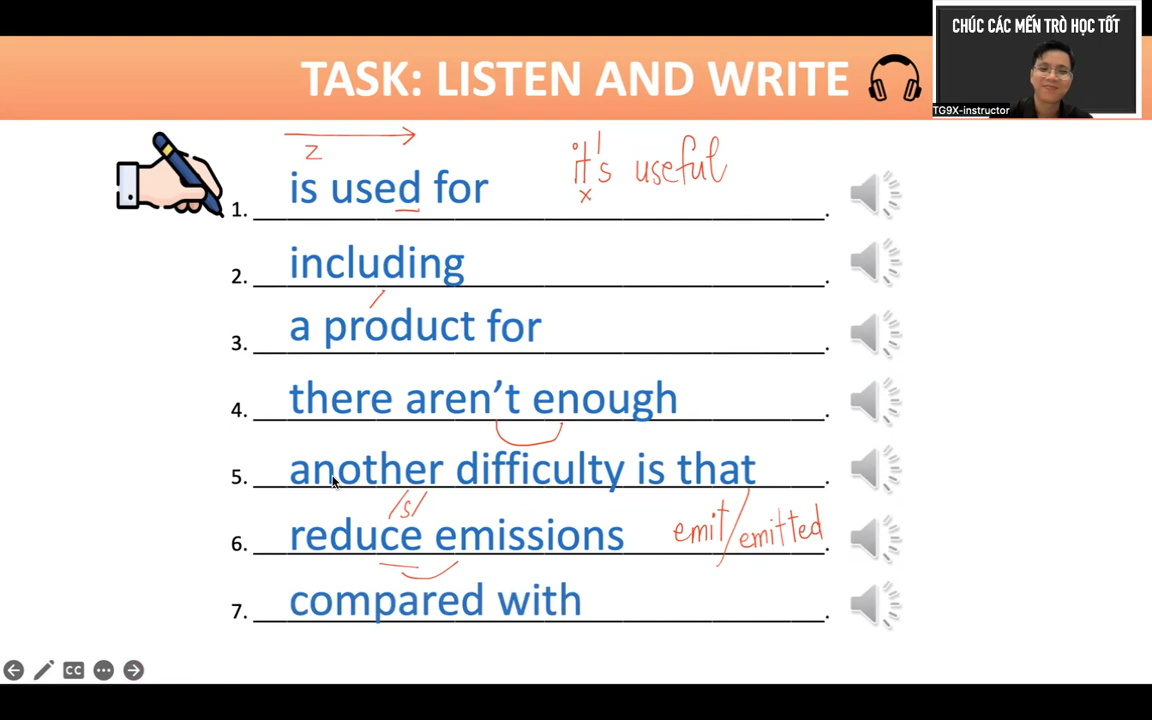 CHÚC CÁC MẾN TRÒ HỌC TỐT
TASK: LISTEN AND WRITE
TG9X-instructor
z
it's useful
x
1. is used for.
2. including.
3. a product for.
4. there aren't enough.
5. another difficulty is that.
/s/
emit/emitted
6. reduce emissions.
7. compared with.
CC